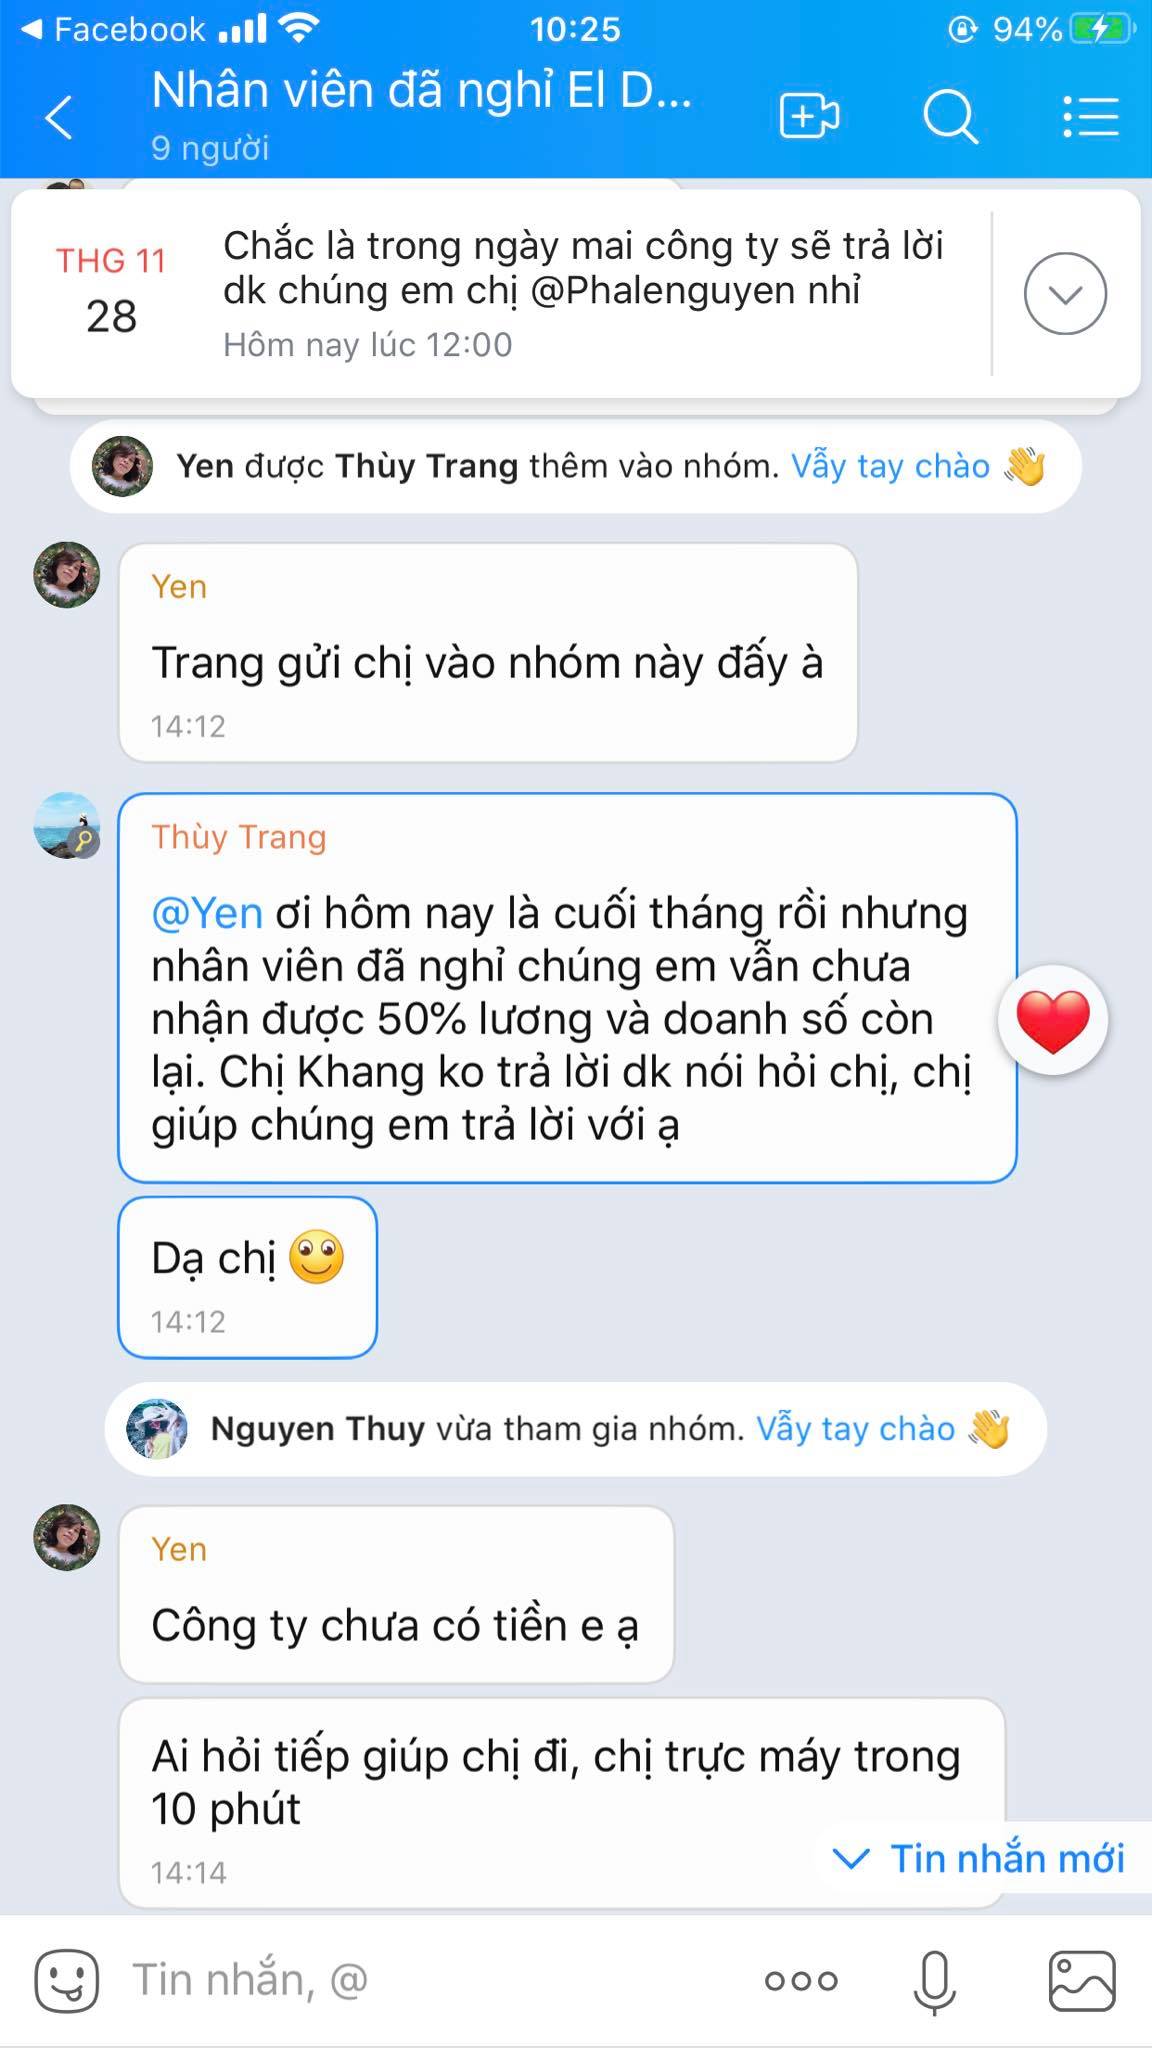 Facebook 10:25 94%
Nhân viên đã nghỉ El D...
9 người
THG 11
28
Chắc là trong ngày mai công ty sẽ trả lời
dk chúng em chị @Phalenguyen nhỉ
Hôm nay lúc 12:00
Yen được Thùy Trang thêm vào nhóm. Vẫy tay chào
Yen
Trang gửi chị vào nhóm này đấy à
14:12
Thùy Trang
@Yen ơi hôm nay là cuối tháng rồi nhưng
nhân viên đã nghỉ chúng em vẫn chưa
nhận được 50% lương và doanh số còn
lại. Chị Khang ko trả lời dk nói hỏi chị, chị
giúp chúng em trả lời với ạ
Dạ chị
14:12
Nguyen Thuy vừa tham gia nhóm. Vẫy tay chào
Yen
Công ty chưa có tiền e ạ
Ai hỏi tiếp giúp chị đi, chị trực máy trong
10 phút
14:14
Tin nhắn mới
Tin nhắn, @